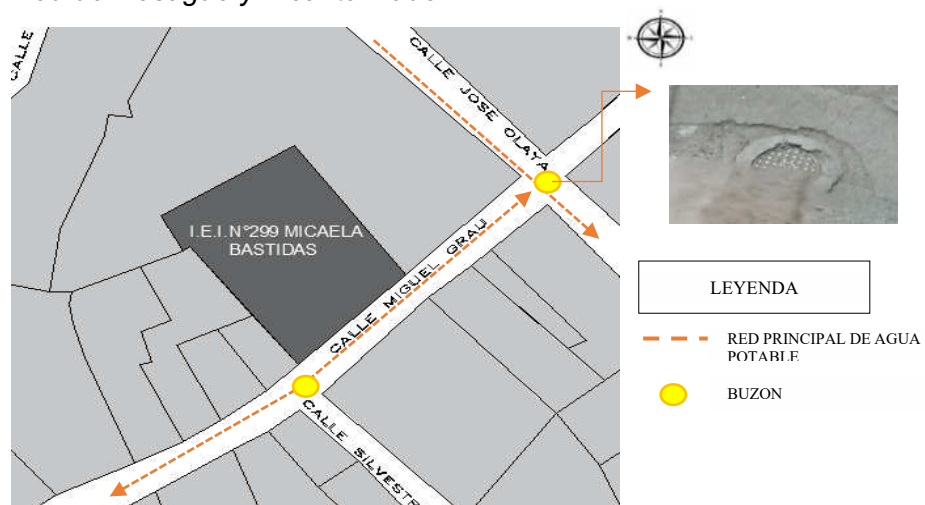 CALLE
CALLE JOSE OLAYA
I.E.I.N°299 MICAELA
BASTIDAS
CALLE MIGUEL GRAU
CALLE SILVESTR
LEYENDA
RED PRINCIPAL DE AGUA
POTABLE
BUZON